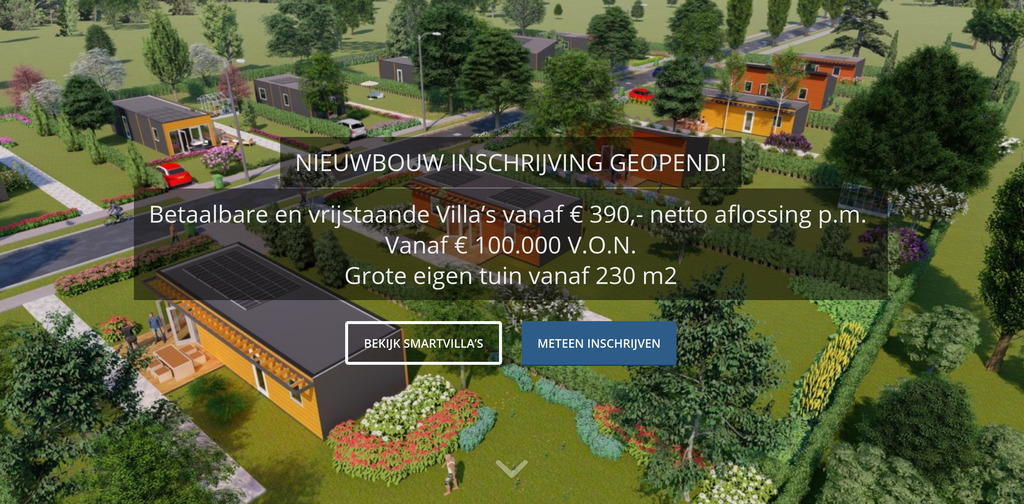 NIEUWBOUW INSCHRIJVING GEOPEND!
Betaalbare en vrijstaande Villa’s vanaf € 390,- netto aflossing p.m.
Vanaf € 100.000 V.O.N.
Grote eigen tuin vanaf 230 m2
BEKIJK SMARTVILLA’S
METEEN INSCHRIJVEN